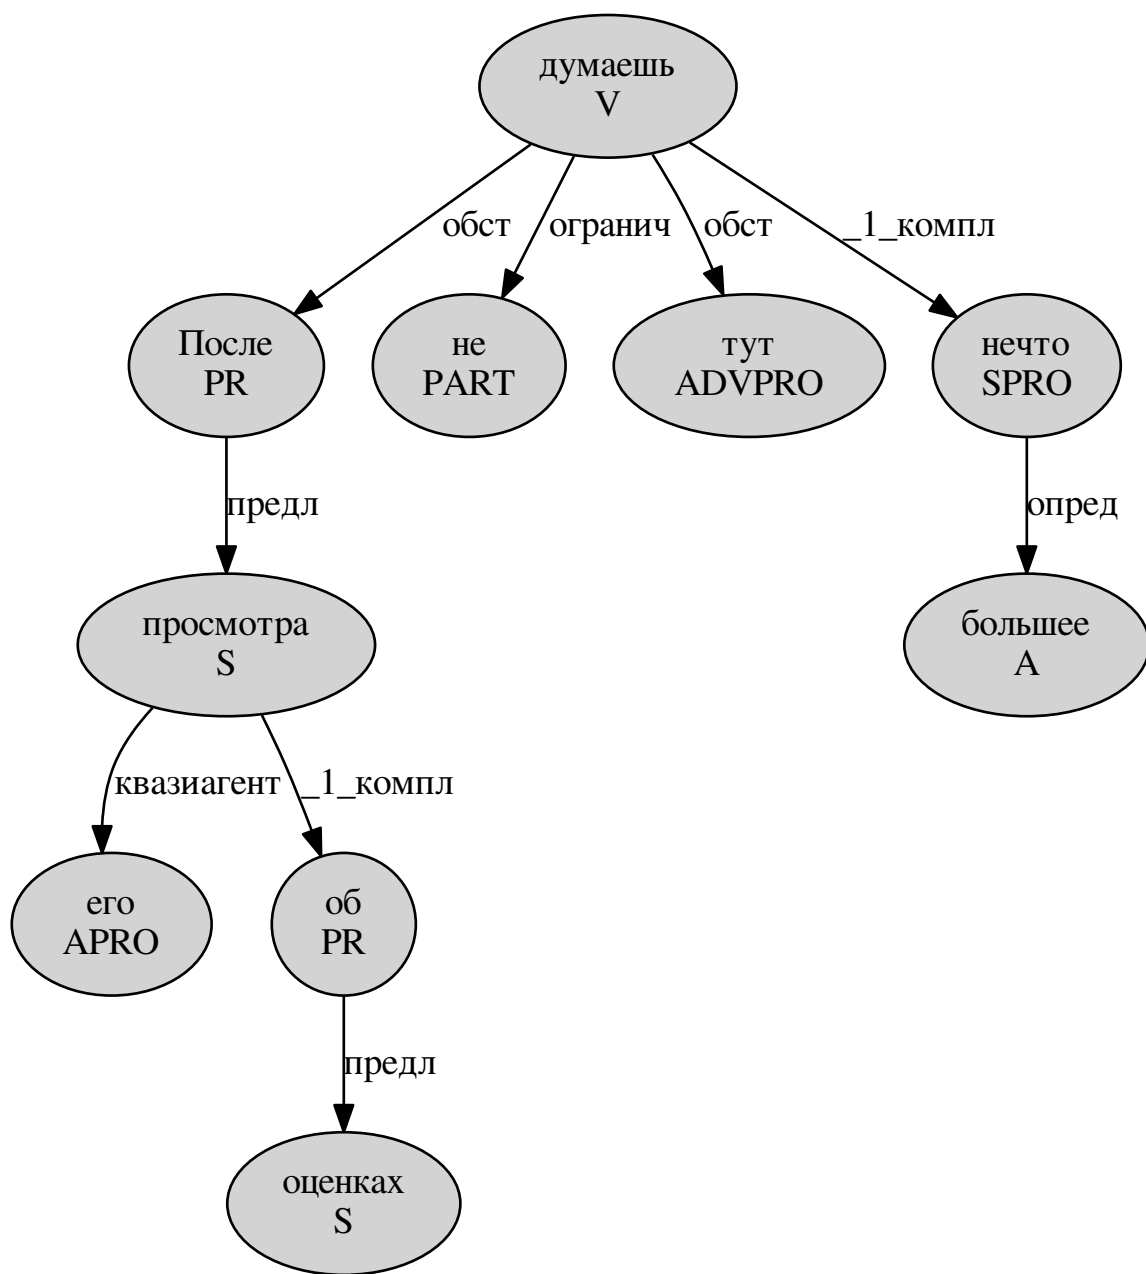 думаешь
V
обст
огранич
обст
_1_компл
После
PR
не
PART
тут
ADVPRO
нечто
SPRO
предл
опред
просмотра
S
большее
A
квазиагент
_1_компл
его
APRO
об
PR
предл
оценках
S